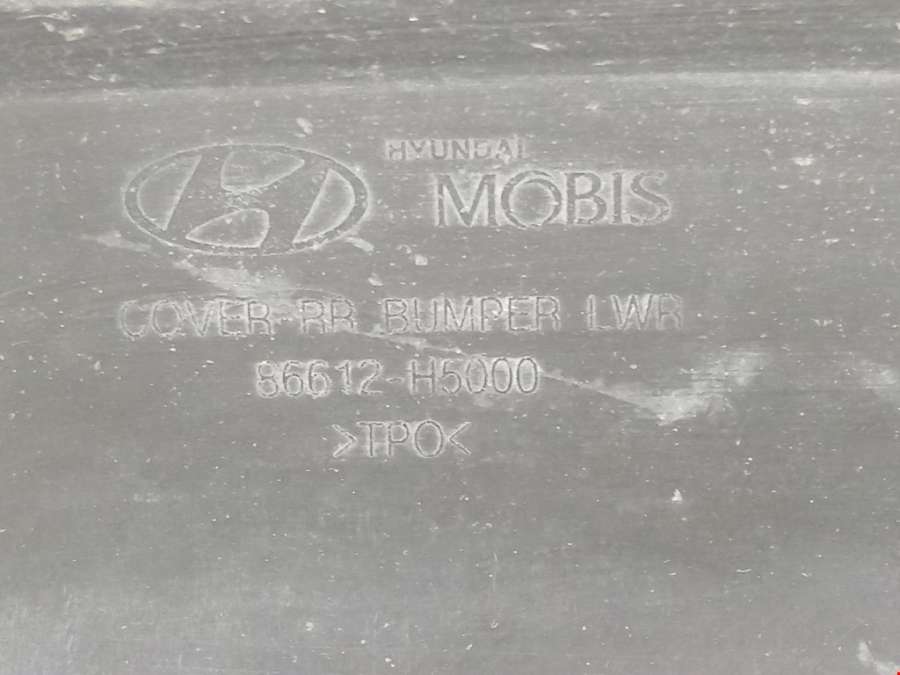 HYUNDAI
MOBIS
COVER-RR BUMPER LWR
86612-H5000
>TPO<